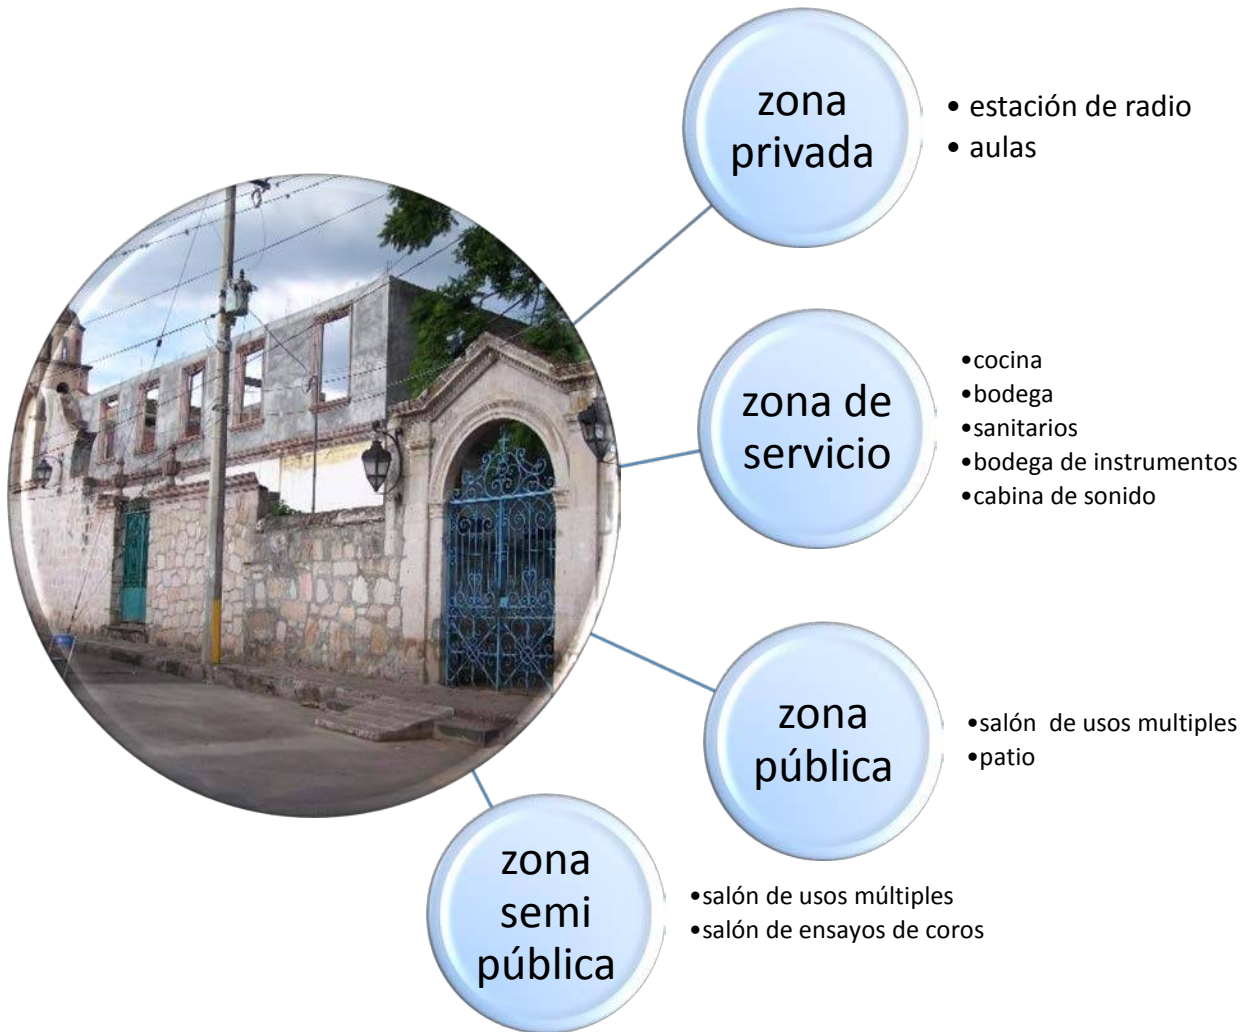 zona
privada
• estación de radio
• aulas
zona de
servicio
•cocina
•bodega
•sanitarios
•bodega de instrumentos
•cabina de sonido
zona
pública
•salón  de usos multiples
•patio
zona
semi
pública
•salón de usos múltiples
•salón de ensayos de coros